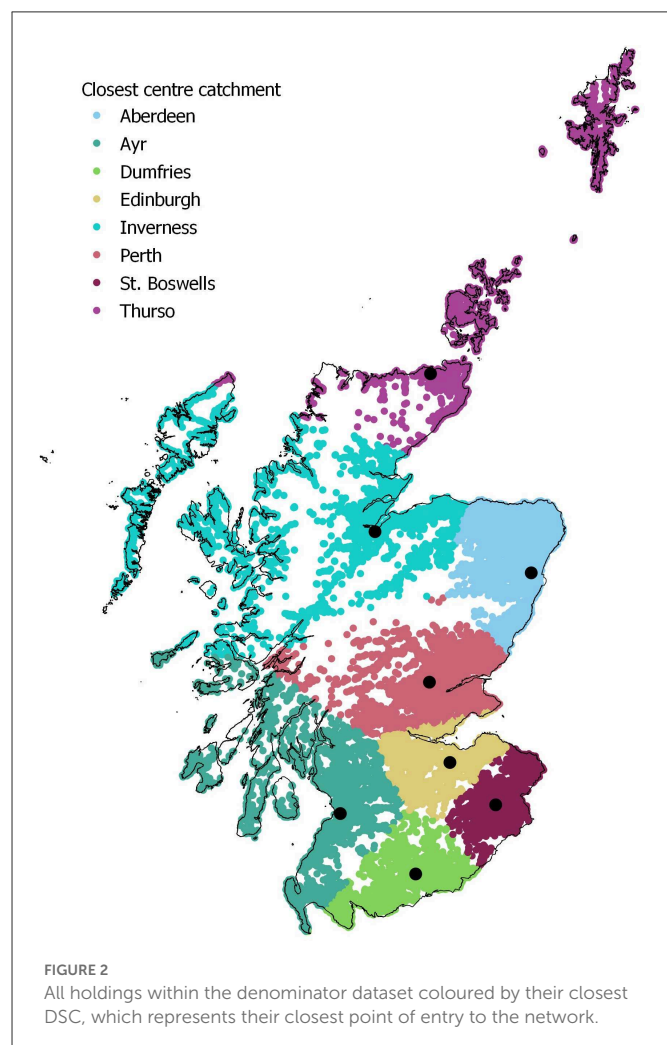 Closest centre catchment
Aberdeen
Ayr
Dumfries
Edinburgh
Inverness
Perth
St. Boswells
Thurso
FIGURE 2
All holdings within the denominator dataset coloured by their closest
DSC, which represents their closest point of entry to the network.